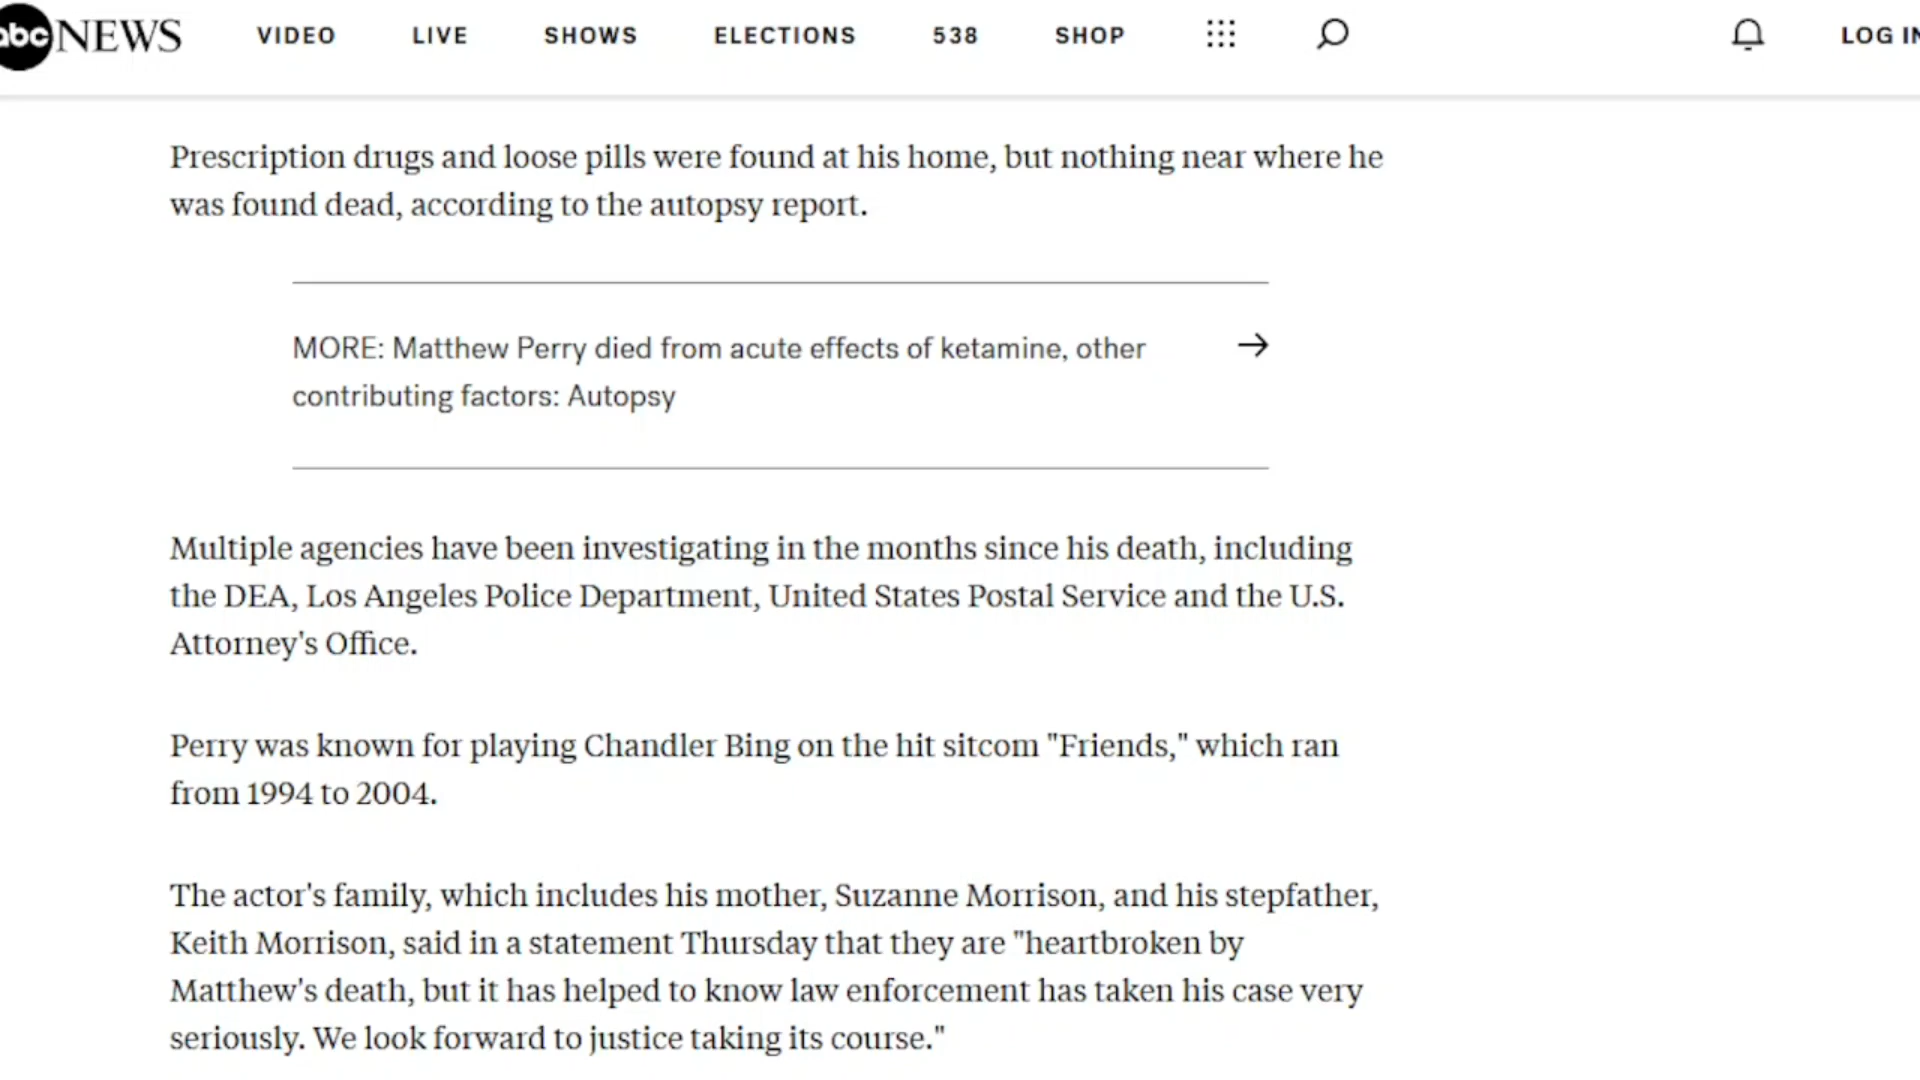 abc NEWS VIDEO LIVE SHOWS ELECTIONS 538 SHOP LOG IN
Prescription drugs and loose pills were found at his home, but nothing near where he
was found dead, according to the autopsy report.
MORE: Matthew Perry died from acute effects of ketamine, other
contributing factors: Autopsy
Multiple agencies have been investigating in the months since his death, including
the DEA, Los Angeles Police Department, United States Postal Service and the U.S.
Attorney's Office.
Perry was known for playing Chandler Bing on the hit sitcom "Friends," which ran
from 1994 to 2004.
The actor's family, which includes his mother, Suzanne Morrison, and his stepfather,
Keith Morrison, said in a statement Thursday that they are "heartbroken by
Matthew's death, but it has helped to know law enforcement has taken his case very
seriously. We look forward to justice taking its course."